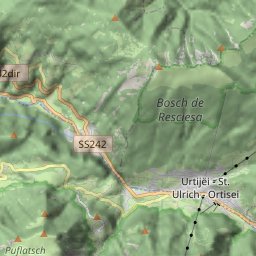 2dir
Bosch de
Resciesa
SS242
Urtijëi - St.
Ulrich - Ortisei
Puflatsch